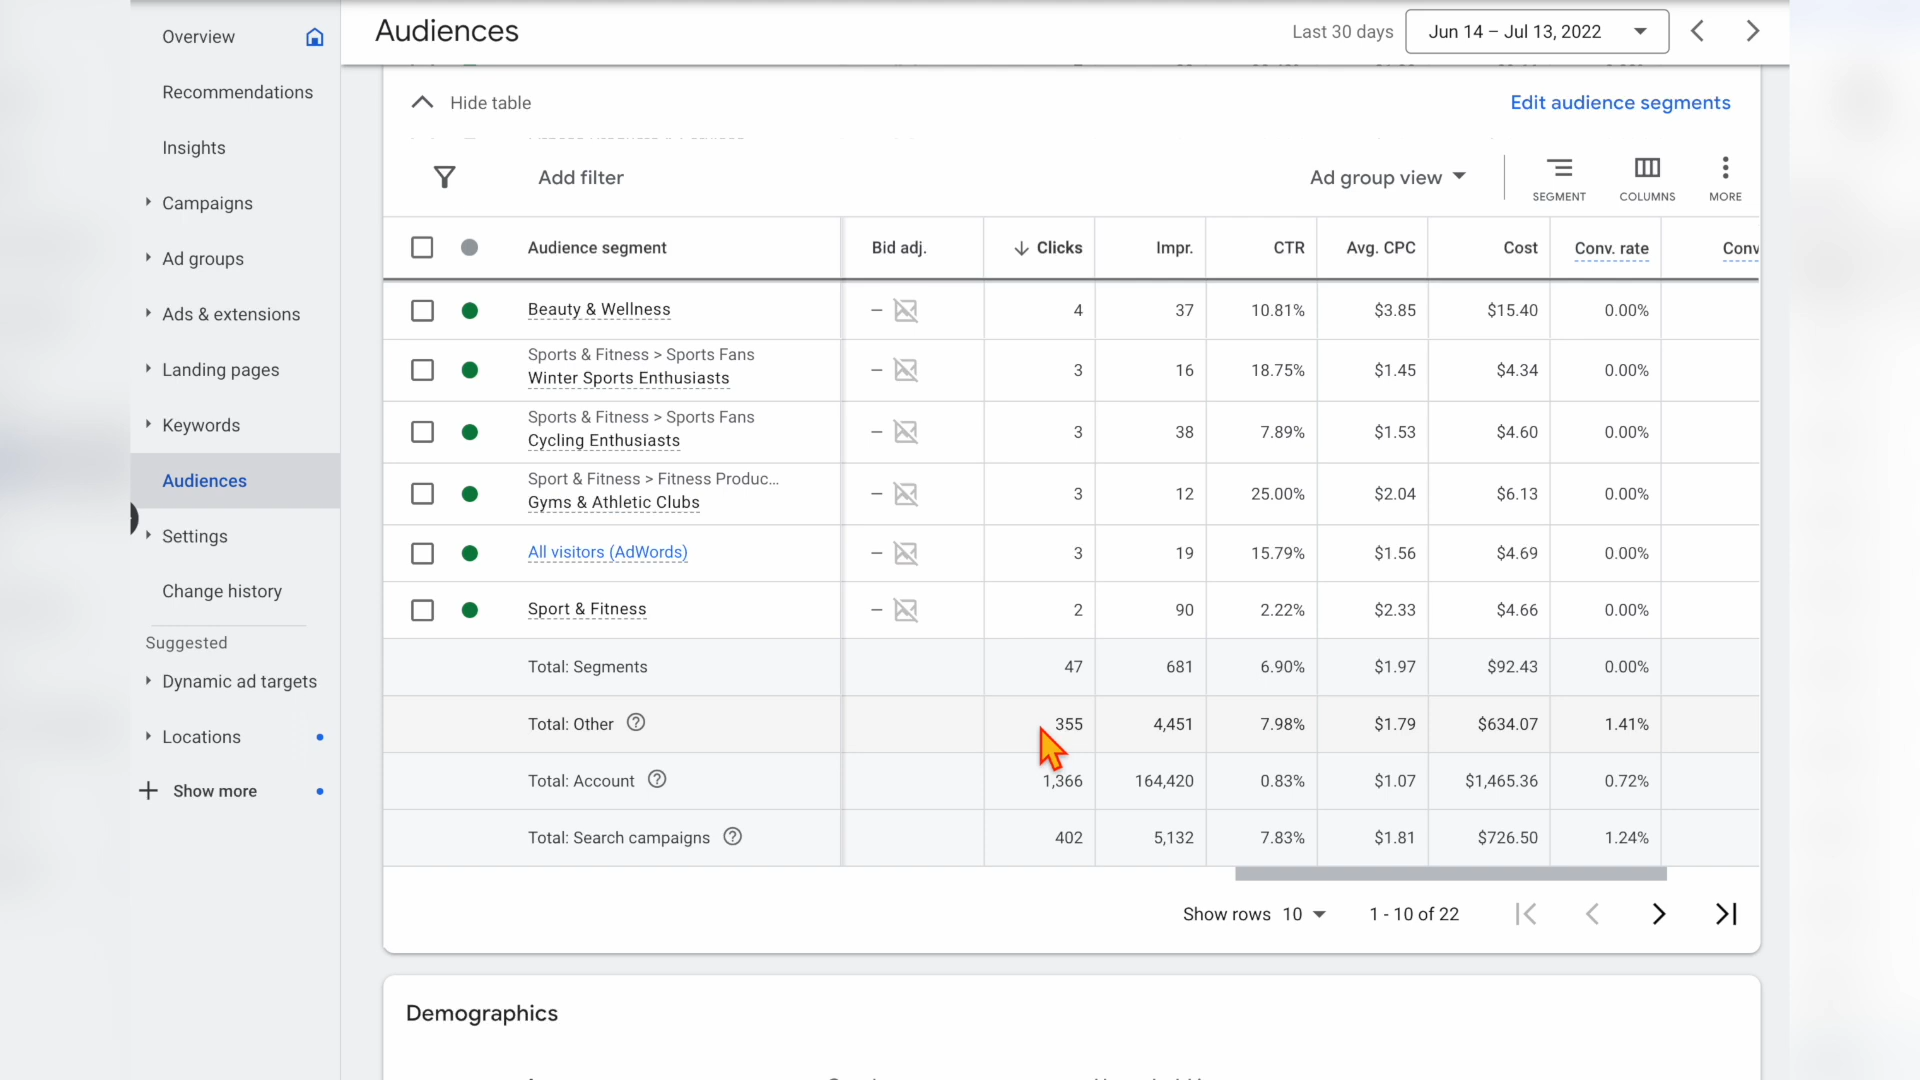 Overview
Recommendations
Insights
Campaigns
Ad groups
Ads & extensions
Landing pages
Keywords
Audiences
Settings
Change history
Suggested
Dynamic ad targets
Locations
Show more
Audiences
Last 30 days
Jun 14 – Jul 13, 2022
Hide table
Edit audience segments
Add filter
Ad group view
SEGMENT
COLUMNS
MORE
Audience segment Bid adj. Clicks Impr. CTR Avg. CPC Cost Conv. rate Conv
Beauty & Wellness – 4 37 10.81% $3.85 $15.40 0.00%
Sports & Fitness > Sports Fans
Winter Sports Enthusiasts – 3 16 18.75% $1.45 $4.34 0.00%
Sports & Fitness > Sports Fans
Cycling Enthusiasts – 3 38 7.89% $1.53 $4.60 0.00%
Sport & Fitness > Fitness Produc...
Gyms & Athletic Clubs – 3 12 25.00% $2.04 $6.13 0.00%
All visitors (AdWords) – 3 19 15.79% $1.56 $4.69 0.00%
Sport & Fitness – 2 90 2.22% $2.33 $4.66 0.00%
Total: Segments 47 681 6.90% $1.97 $92.43 0.00%
Total: Other 355 4,451 7.98% $1.79 $634.07 1.41%
Total: Account 1,366 164,420 0.83% $1.07 $1,465.36 0.72%
Total: Search campaigns 402 5,132 7.83% $1.81 $726.50 1.24%
Show rows 10 1 - 10 of 22
Demographics